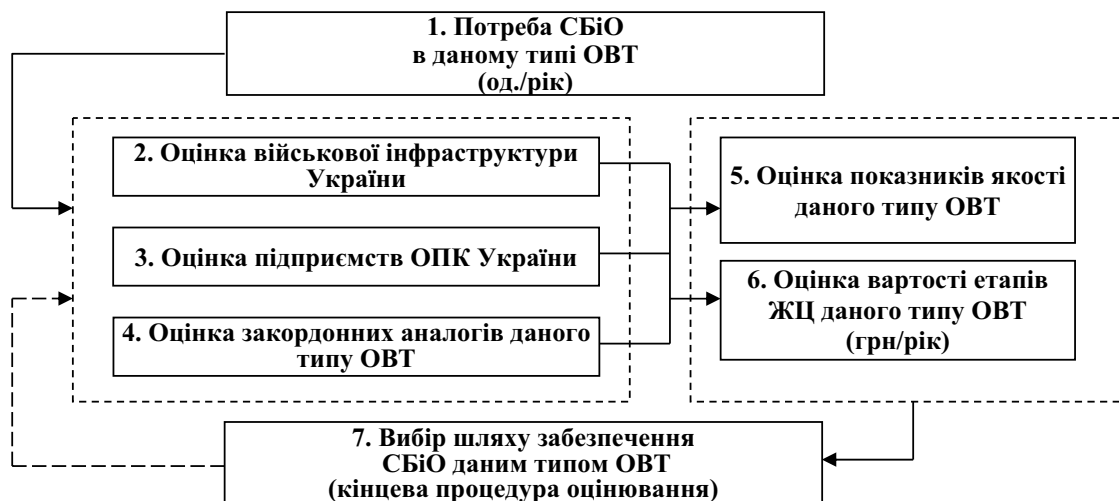 1. Потреба СБіО
в даному типі ОВТ
(од./рік)
2. Оцінка військової інфраструктури
України
3. Оцінка підприємств ОПК України
4. Оцінка закордонних аналогів даного
типу ОВТ
5. Оцінка показників якості
даного типу ОВТ
6. Оцінка вартості етапів
ЖЦ даного типу ОВТ
(грн/рік)
7. Вибір шляху забезпечення
СБіО даним типом ОВТ
(кінцева процедура оцінювання)